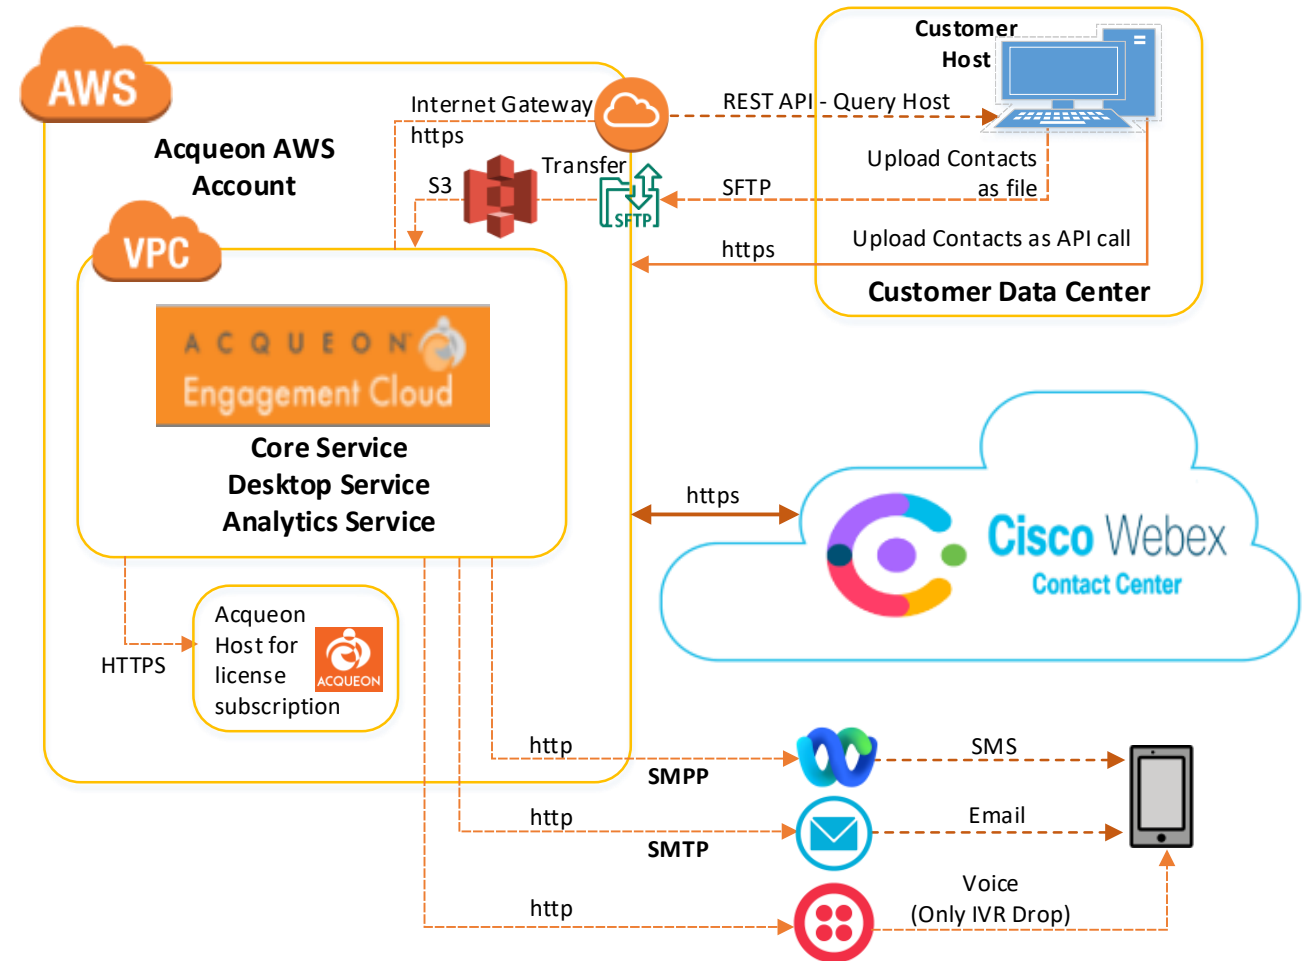 AWS
Acqueon AWS
Account
Internet Gateway
https
S3
Transfer
SFTP
REST API - Query Host
Customer
Host
Upload Contacts
as file
SFTP
Upload Contacts as API call
https
Customer Data Center
VPC
ACQUEON
Engagement Cloud
Core Service
Desktop Service
Analytics Service
https
Cisco Webex
Contact Center
HTTPS
Acqueon
Host for
license
subscription
ACQUEON
http
SMPP
SMS
http
SMTP
Email
http
Voice
(Only IVR Drop)